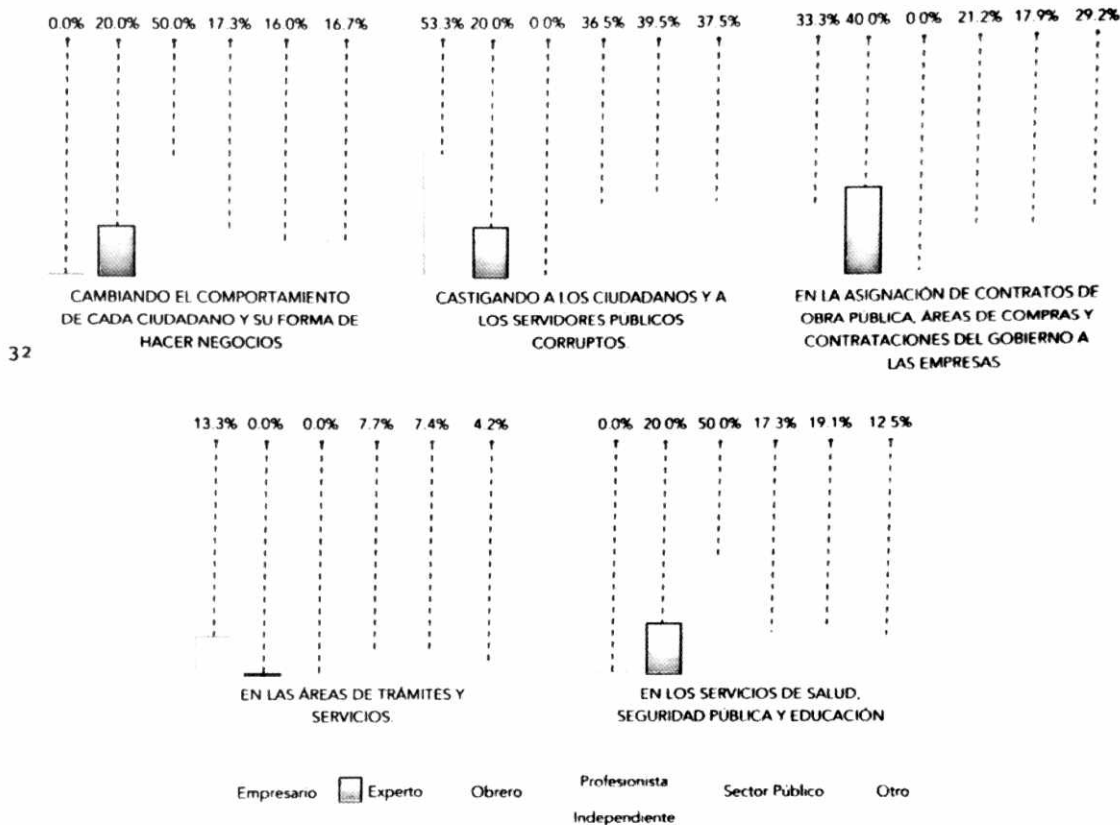 0.0% 20.0% 50.0% 17.3% 16.0% 16.7%
53.3% 20.0% 0.0% 36.5% 39.5% 37.5%
33.3% 40.0% 0.0% 21.2% 17.9% 29.2%
CAMBIANDO EL COMPORTAMIENTO
DE CADA CIUDADANO Y SU FORMA DE
HACER NEGOCIOS
CASTIGANDO A LOS CIUDADANOS Y A
LOS SERVIDORES PUBLICOS
CORRUPTOS.
EN LA ASIGNACIÓN DE CONTRATOS DE
OBRA PÚBLICA, ÁREAS DE COMPRAS Y
CONTRATACIONES DEL GOBIERNO A
LAS EMPRESAS
32
13.3% 0.0% 0.0% 7.7% 7.4% 4.2%
0.0% 20.0% 50.0% 17.3% 19.1% 12.5%
EN LAS ÁREAS DE TRÁMITES Y
SERVICIOS.
EN LOS SERVICIOS DE SALUD,
SEGURIDAD PÚBLICA Y EDUCACIÓN
Empresario Experto Obrero Profesionista Independiente Sector Público Otro